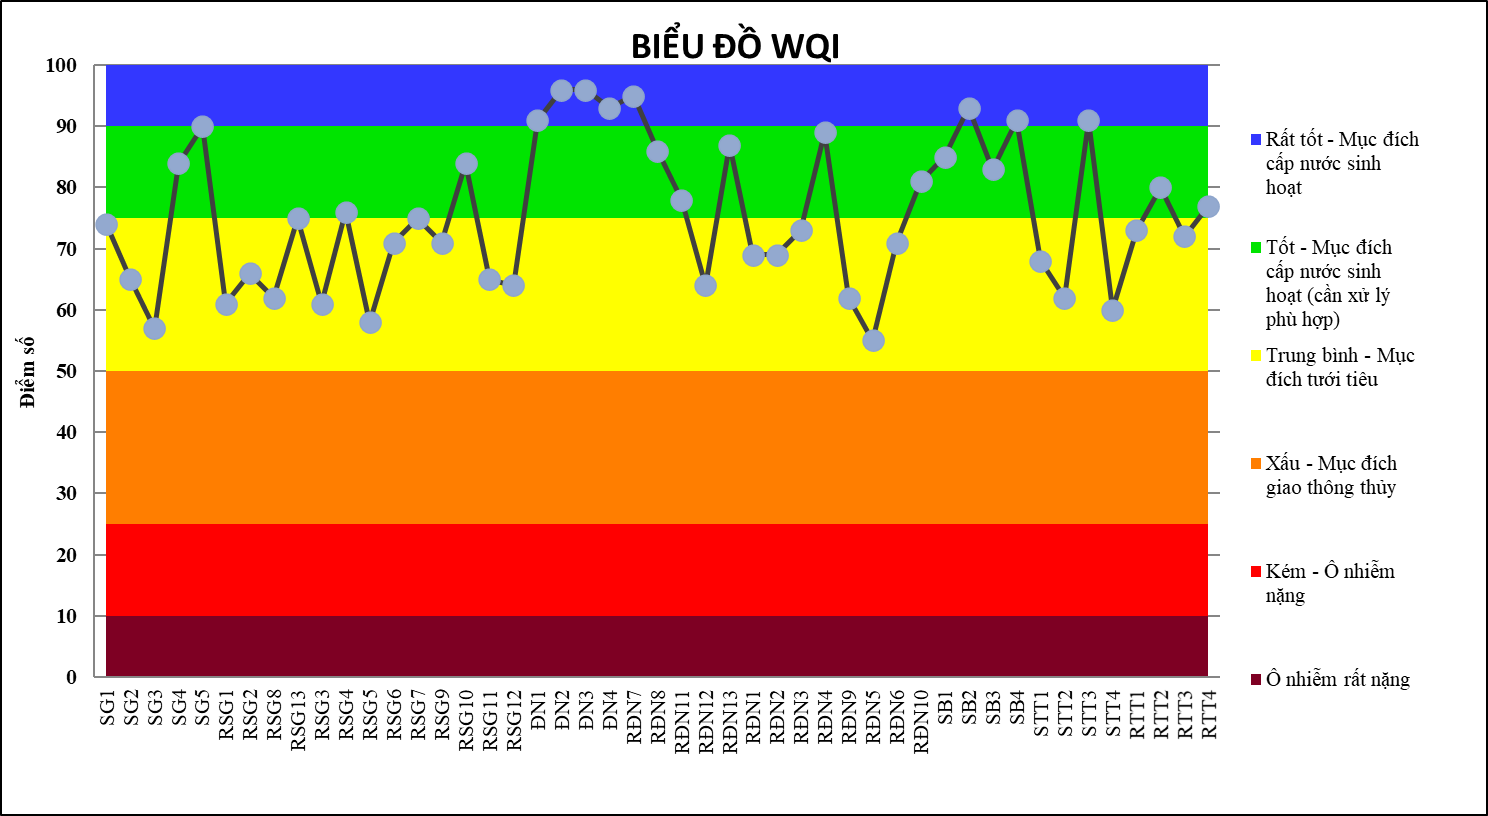 BIỂU ĐỒ WQI
Điểm số
100
90
80
70
60
50
40
30
20
10
0
SG1
SG2
SG3
SG4
SG5
RSG1
RSG2
RSG8
RSG13
RSG3
RSG4
RSG5
RSG6
RSG7
RSG9
RSG10
RSG11
RSG12
ĐN1
ĐN2
ĐN3
ĐN4
RĐN7
RĐN8
RĐN11
RĐN12
RĐN13
RĐN1
RĐN2
RĐN3
RĐN4
RĐN9
RĐN5
RĐN6
RĐN10
SB1
SB2
SB3
SB4
STT1
STT2
STT3
STT4
RTT1
RTT2
RTT3
RTT4
Rất tốt - Mục đích
cấp nước sinh
hoạt
Tốt - Mục đích
cấp nước sinh
hoạt (cần xử lý
phù hợp)
Trung bình - Mục
đích tưới tiêu
Xấu - Mục đích
giao thông thủy
Kém - Ô nhiễm
nặng
Ô nhiễm rất nặng